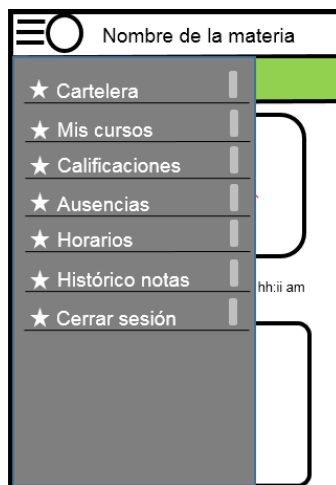 Nombre de la materia
Cartelera
Mis cursos
Calificaciones
Ausencias
Horarios
Histórico notas
hh:ii am
Cerrar sesión